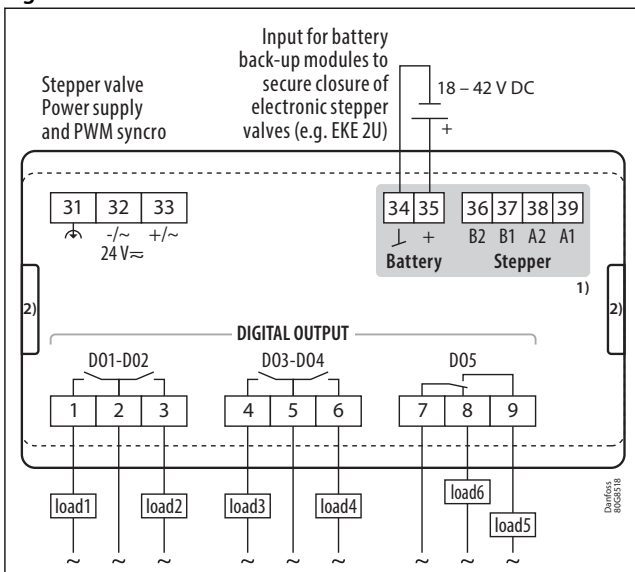 Input for battery
back-up modules to
secure closure of
electronic stepper
valves (e.g. EKE 2U)
18 – 42 V DC
+
Stepper valve
Power supply
and PWM syncro
31 32 33
-/~ +/~
24 V⎓
34 35 36 37 38 39
+ B2 B1 A2 A1
Battery Stepper
1)
2) 2)
DIGITAL OUTPUT
DO1-DO2 DO3-DO4 DO5
1 2 3 4 5 6 7 8 9
load1 load2 load3 load4 load6
load5
~ ~ ~ ~ ~ ~ ~ ~ ~
Danfoss
80G8518